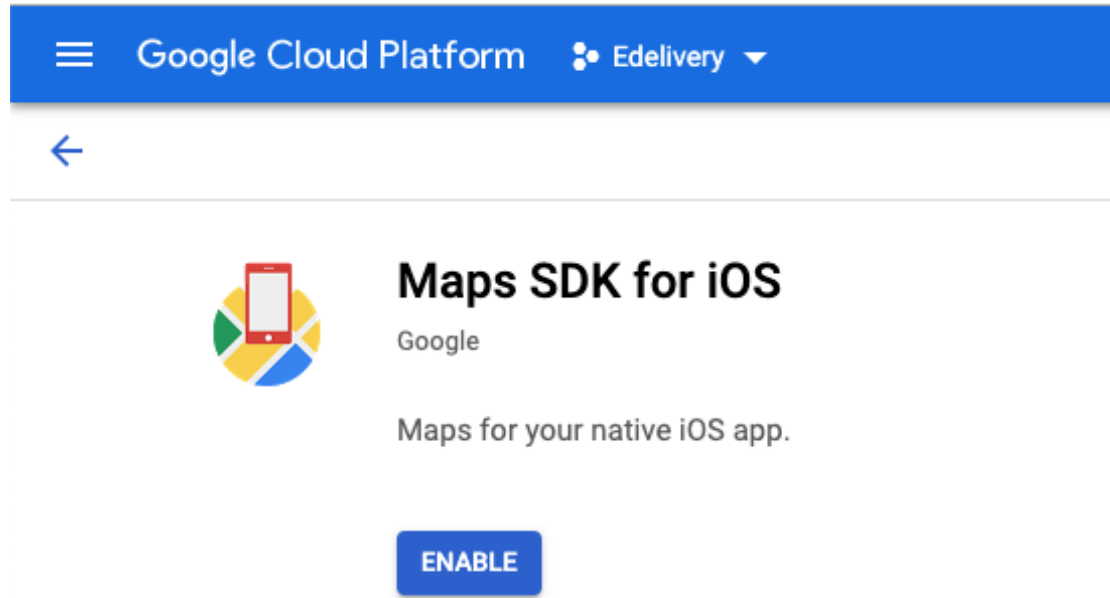 Google Cloud Platform Edelivery
Maps SDK for iOS
Google
Maps for your native iOS app.
ENABLE